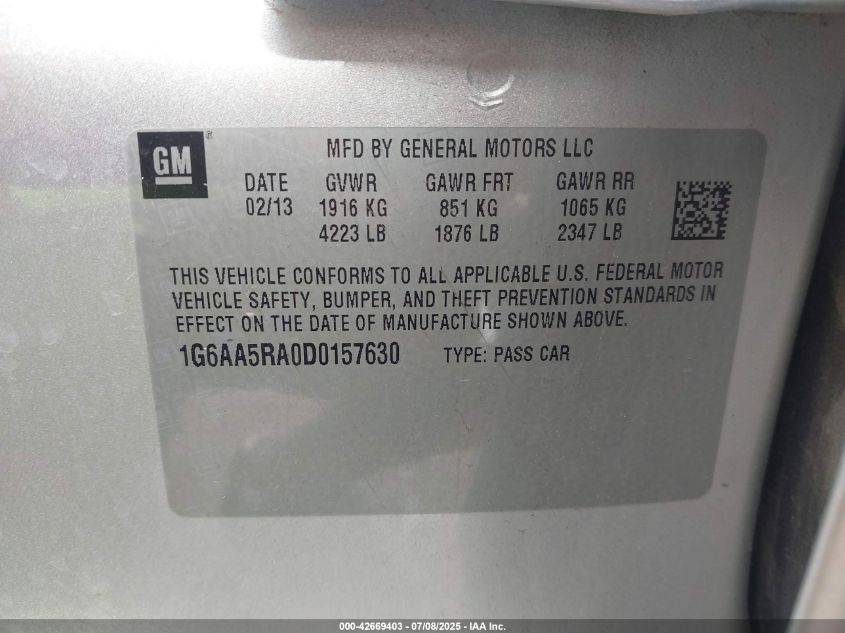 GM
MFD BY GENERAL MOTORS LLC
DATE GVWR GAWR FRT GAWR RR
02/13 1916 KG 851 KG 1065 KG
4223 LB 1876 LB 2347 LB
THIS VEHICLE CONFORMS TO ALL APPLICABLE U.S. FEDERAL MOTOR
VEHICLE SAFETY, BUMPER, AND THEFT PREVENTION STANDARDS IN
EFFECT ON THE DATE OF MANUFACTURE SHOWN ABOVE.
1G6AA5RA0D0157630 TYPE: PASS CAR
000-42669403 - 07/08/2025 - IAA Inc.